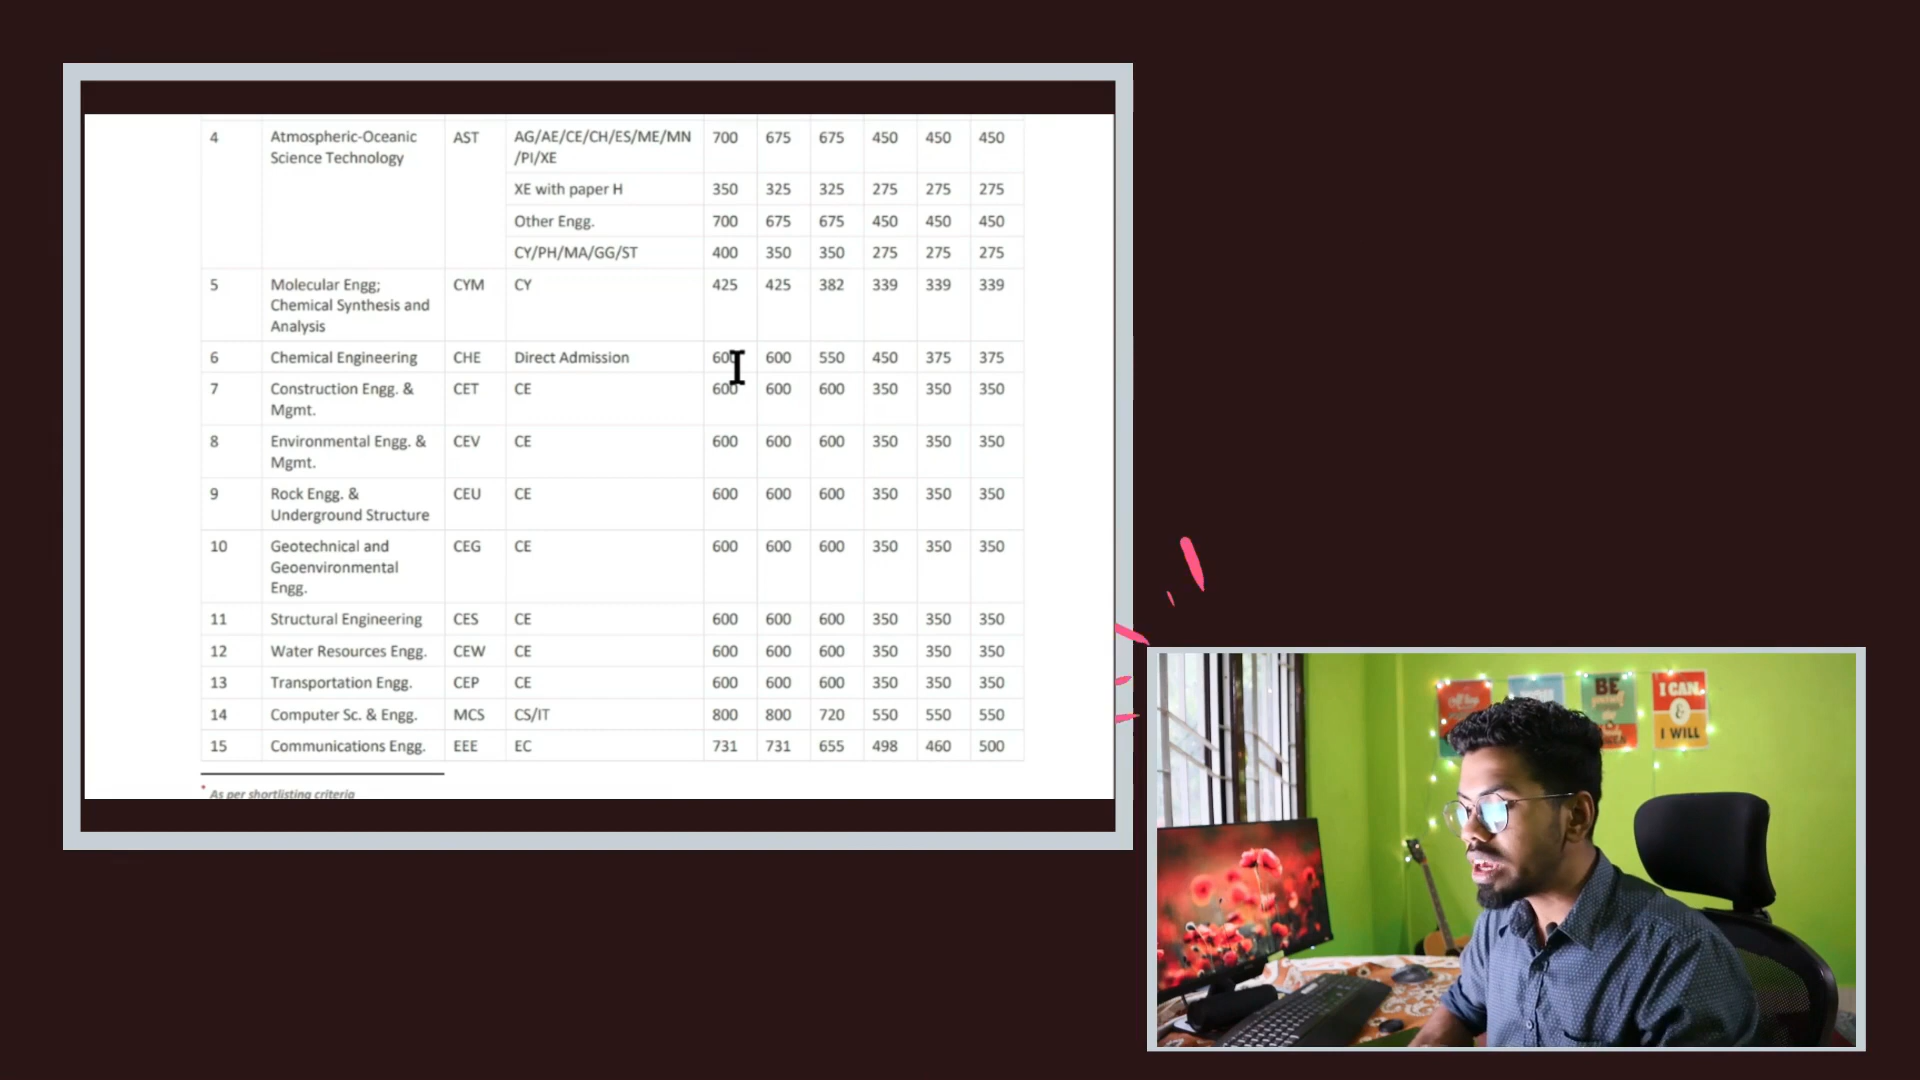 4 Atmospheric-Oceanic AST AG/AE/CE/CH/ES/ME/MN 700 675 675 450 450 450
Science Technology /PI/XE
XE with paper H 350 325 325 275 275 275
Other Engg. 700 675 675 450 450 450
CY/PH/MA/GG/ST 400 350 350 275 275 275
5 Molecular Engg; CYM CY 425 425 382 339 339 339
Chemical Synthesis and
Analysis
6 Chemical Engineering CHE Direct Admission 600 600 550 450 375 375
7 Construction Engg. & CET CE 600 600 600 350 350 350
Mgmt.
8 Environmental Engg. & CEV CE 600 600 600 350 350 350
Mgmt.
9 Rock Engg. & CEU CE 600 600 600 350 350 350
Underground Structure
10 Geotechnical and CEG CE 600 600 600 350 350 350
Geoenvironmental
Engg.
11 Structural Engineering CES CE 600 600 600 350 350 350
12 Water Resources Engg. CEW CE 600 600 600 350 350 350
13 Transportation Engg. CEP CE 600 600 600 350 350 350
14 Computer Sc. & Engg. MCS CS/IT 800 800 720 550 550 550
15 Communications Engg. EEE EC 731 731 655 498 460 500
* As per shortlisting criteria
BE
I CAN
&
I WILL